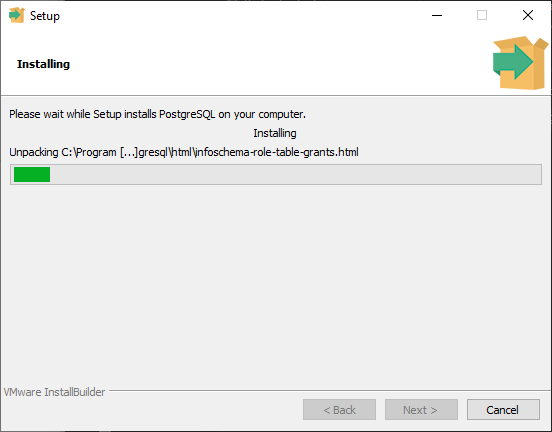 Setup
Installing
Please wait while Setup installs PostgreSQL on your computer.
Installing
Unpacking C:\Program [...]gresql\html\infoschema-role-table-grants.html
VMware InstallBuilder
< Back
Next >
Cancel